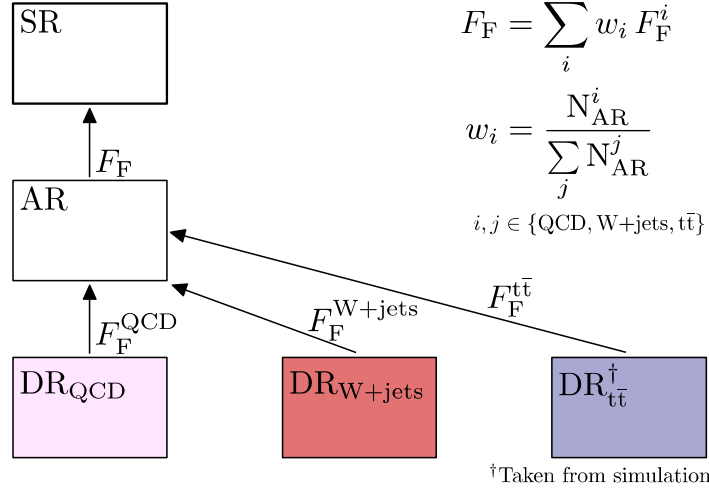 SR
F_F = ∑_i w_i F_F^i
w_i = N_AR^i / ∑_j N_AR^j
F_F
AR
i, j ∈ {QCD, W+jets, tt̄}
F_F^QCD
F_F^W+jets
F_F^tt̄
DR_QCD
DR_W+jets
DR_tt̄^†
†Taken from simulation